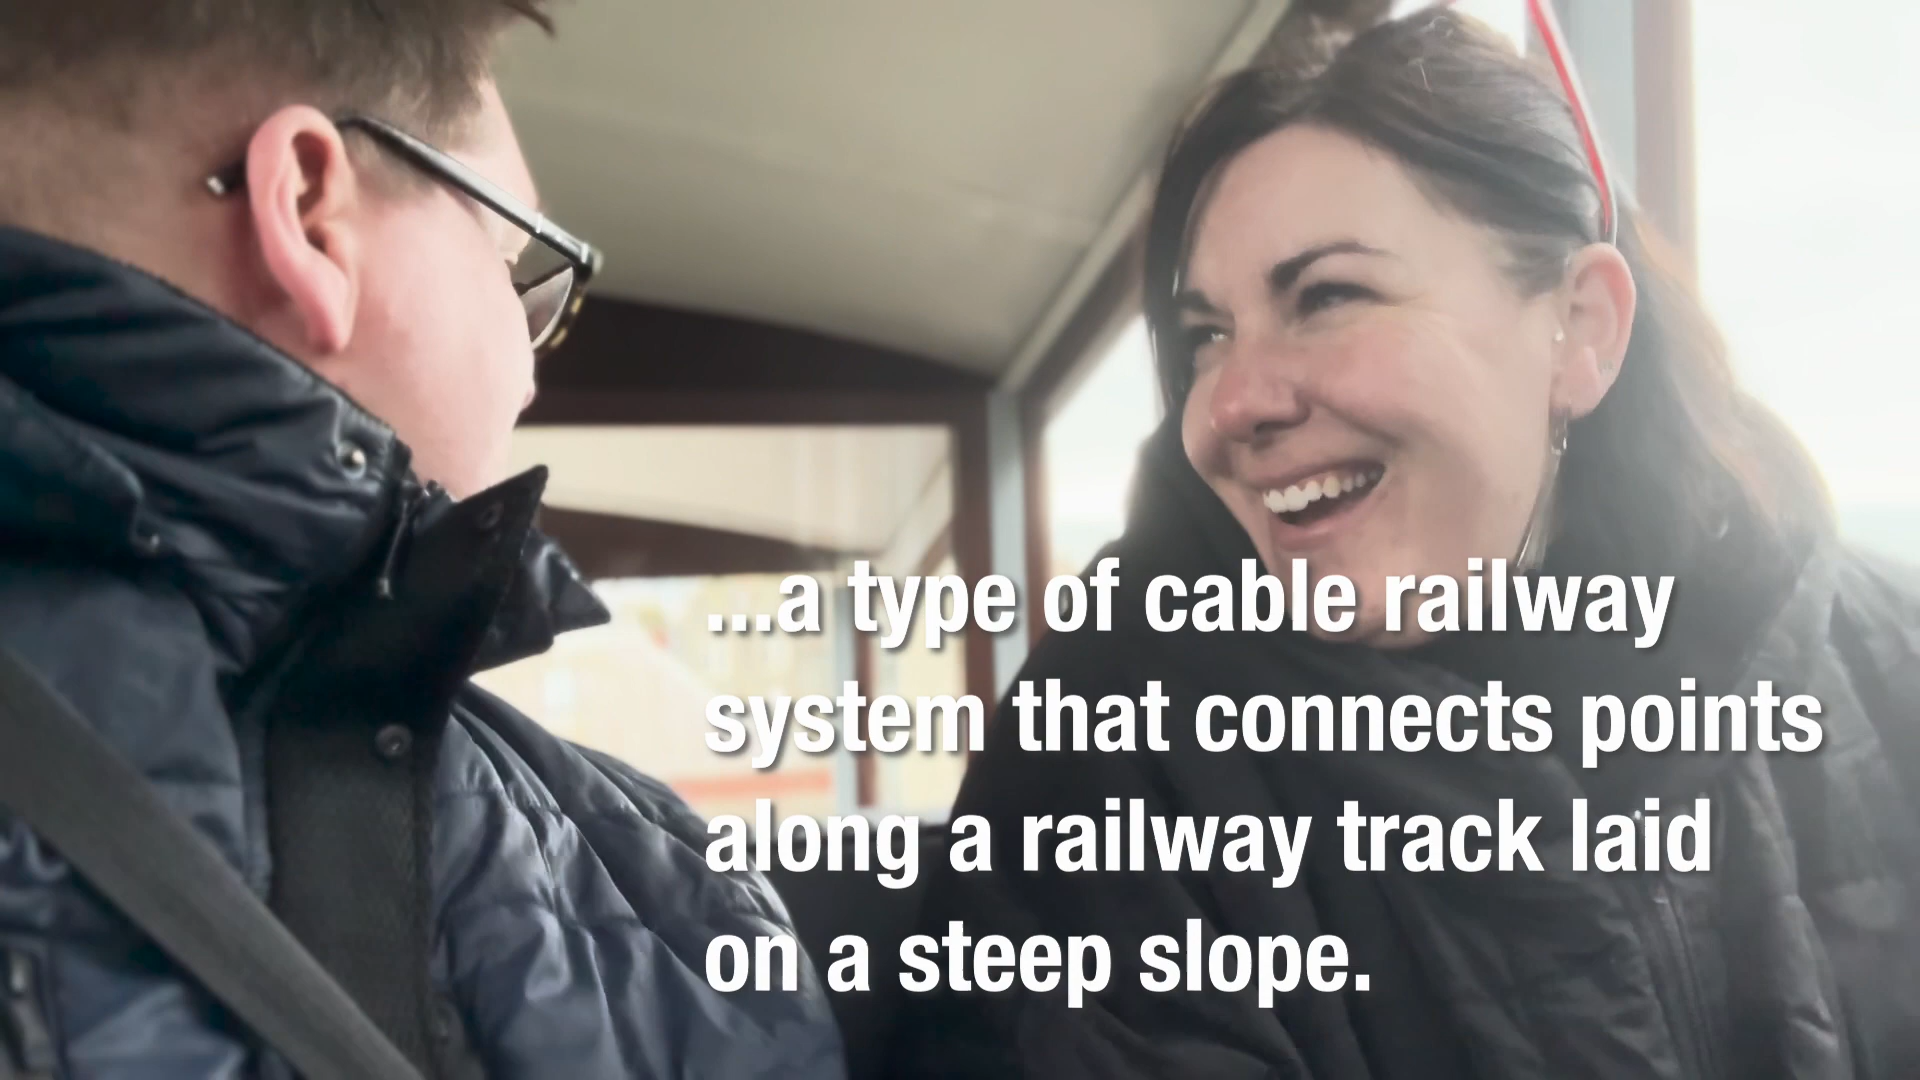 ...a type of cable railway
system that connects points
along a railway track laid
on a steep slope.